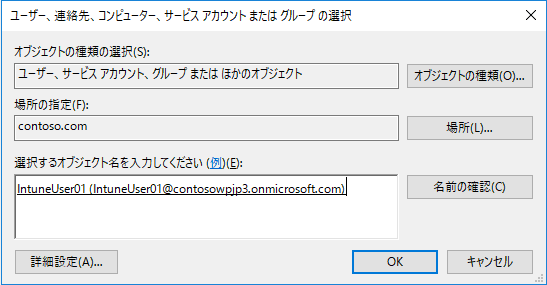 ユーザー、連絡先、コンピューター、サービス アカウント または グループ の選択
オブジェクトの種類の選択(S):
ユーザー、サービス アカウント、グループ または ほかのオブジェクト
オブジェクトの種類(O)...
場所の指定(F):
contoso.com
場所(L)...
選択するオブジェクト名を入力してください (例)(E):
IntuneUser01 (IntuneUser01@contosowpjp3.onmicrosoft.com)
名前の確認(C)
詳細設定(A)...
OK
キャンセル